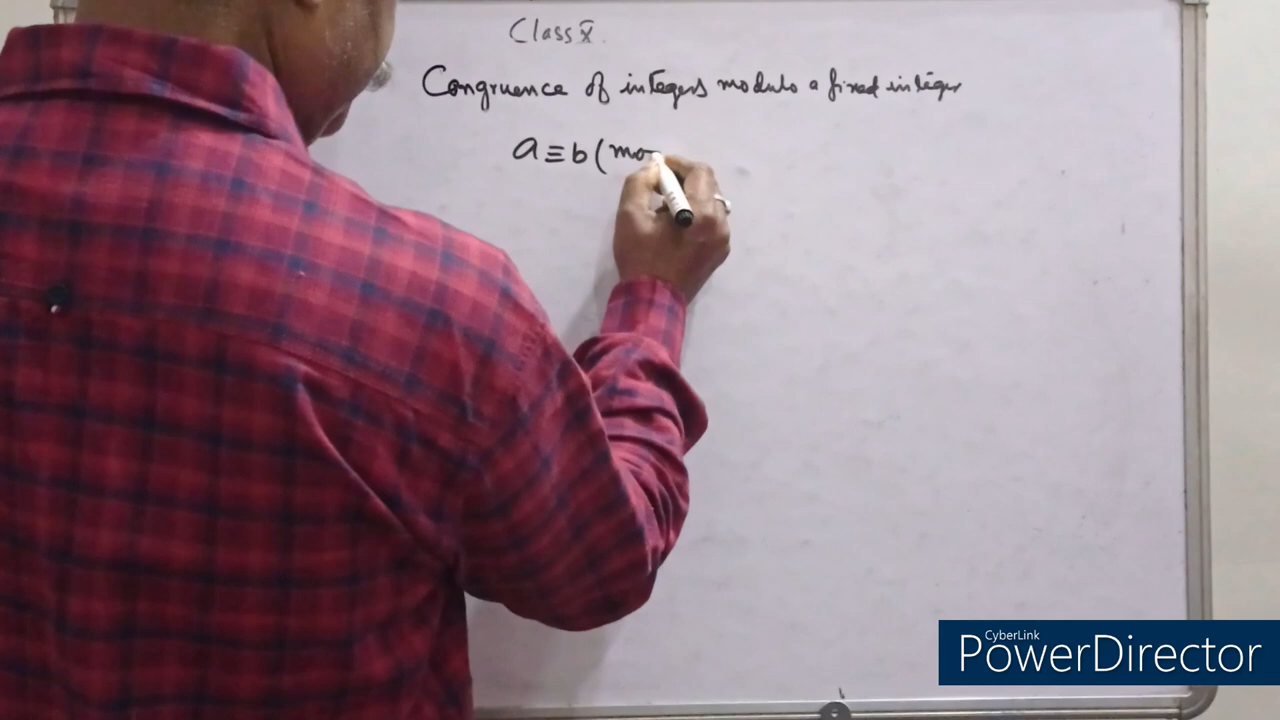 Class X.
Congruence of integers modulo a fixed integer
a ≡ b (mo
CyberLink
PowerDirector